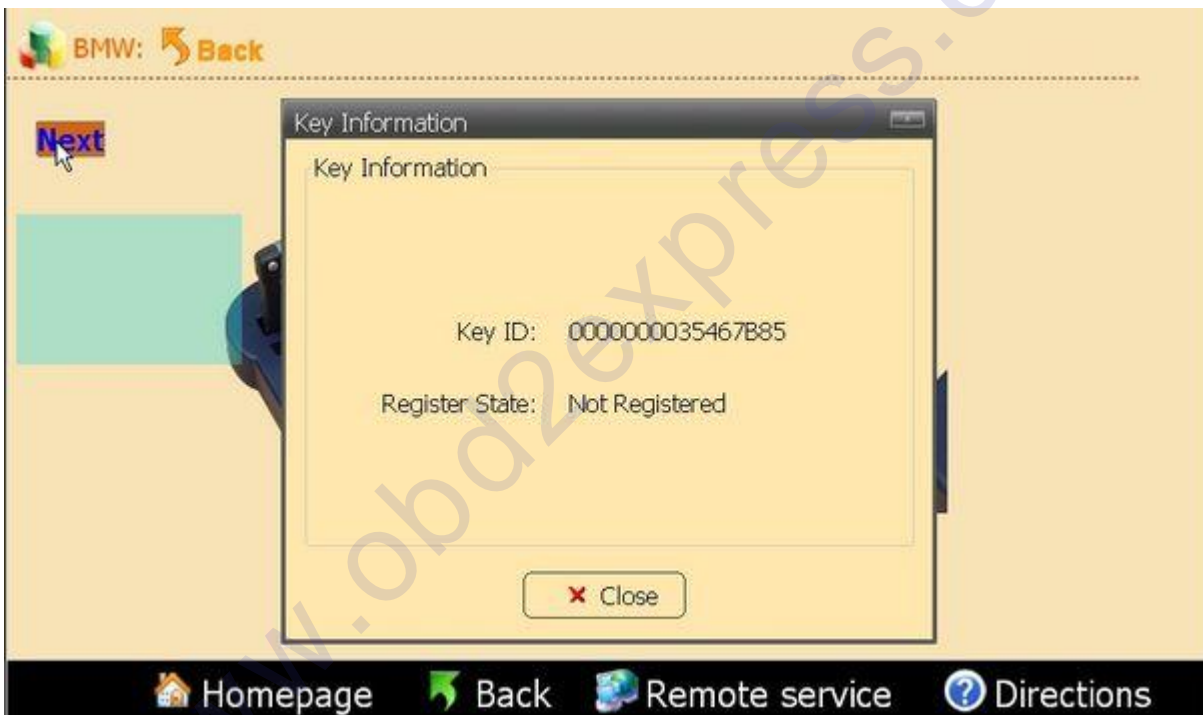 BMW: Back
Next
Key Information
Key Information
Key ID: 0000000035467B85
Register State: Not Registered
Close
Homepage Back Remote service Directions
www.obd2express.c